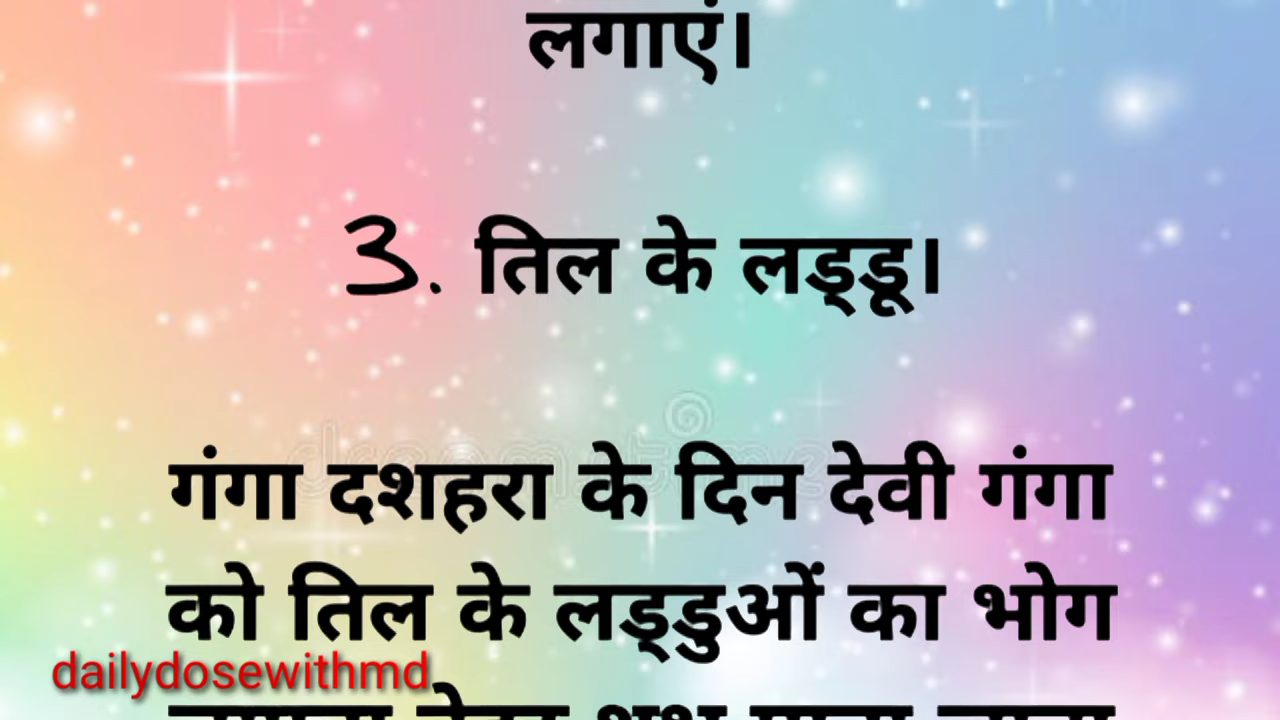 लगाएं।
3. तिल के लड्डू।
गंगा दशहरा के दिन देवी गंगा
को तिल के लड्डुओं का भोग
dailydosewithmd